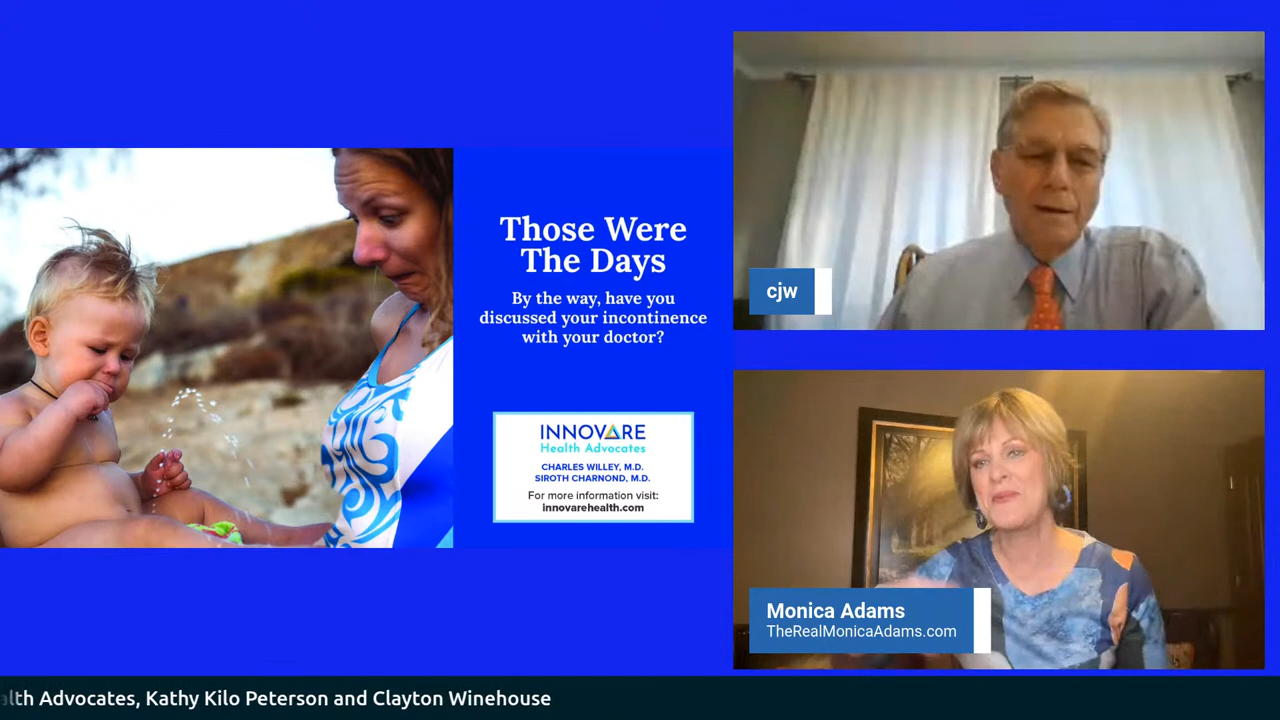 Those Were
The Days
By the way, have you
discussed your incontinence
with your doctor?
INNOVARE
Health Advocates
CHARLES WILLEY, M.D.
SIROTH CHARNOND, M.D.
For more information visit:
innovarehealth.com
cjw
Monica Adams
TheRealMonicaAdams.com
lth Advocates, Kathy Kilo Peterson and Clayton Winehouse